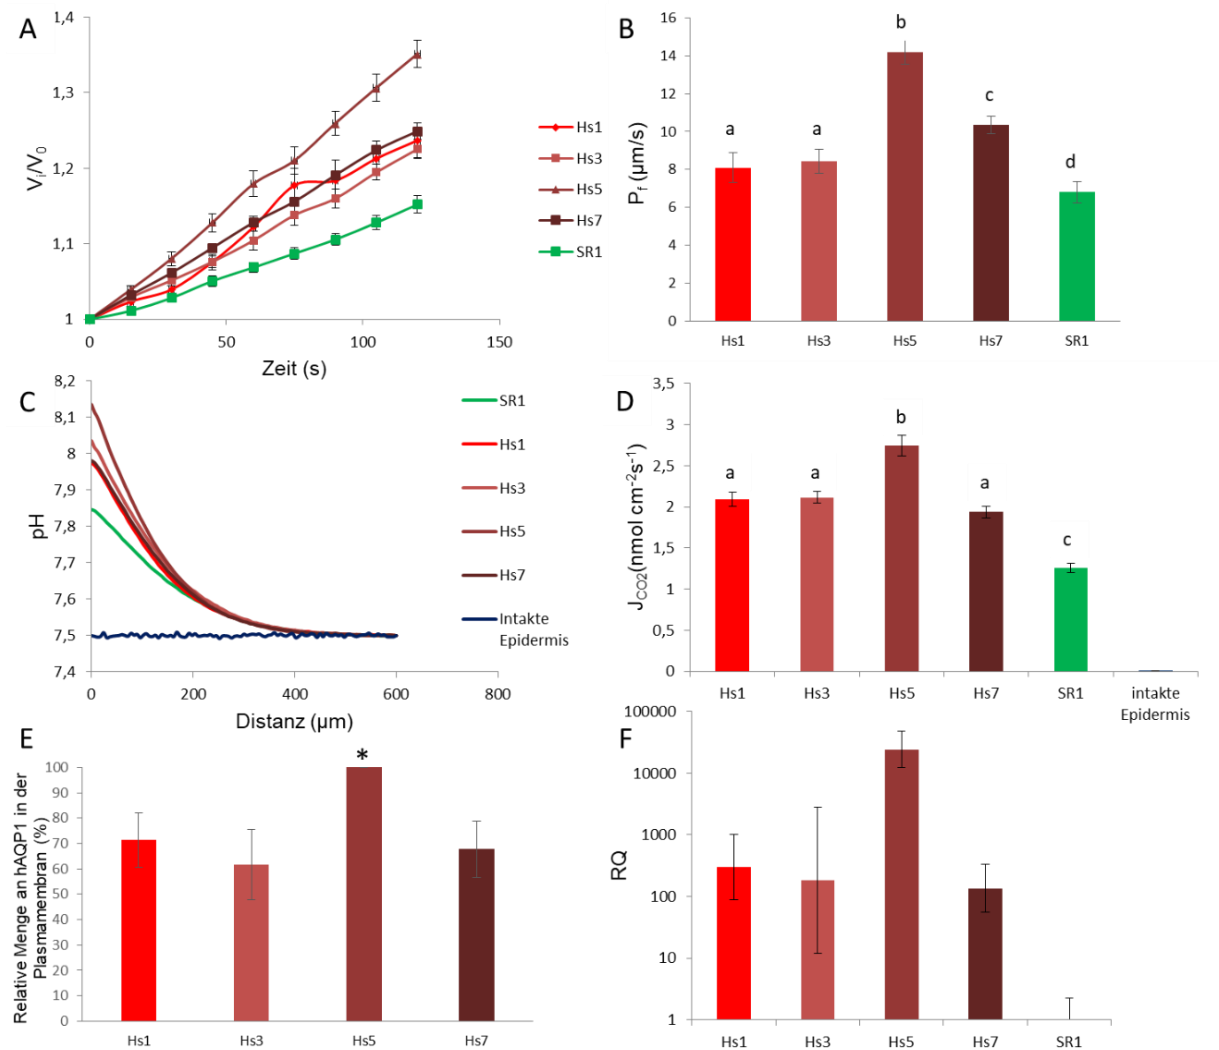 A
V_i/V_0
1,4
1,3
1,2
1,1
1
0
50
100
150
Zeit (s)
Hs1
Hs3
Hs5
Hs7
SR1
B
P_f (µm/s)
16
14
12
10
8
6
4
2
0
a
a
b
c
d
Hs1
Hs3
Hs5
Hs7
SR1
C
pH
8,2
8,1
8
7,9
7,8
7,7
7,6
7,5
7,4
0
200
400
600
800
Distanz (µm)
SR1
Hs1
Hs3
Hs5
Hs7
Intakte
Epidermis
D
J_CO2(nmol cm⁻²s⁻¹)
3,5
3
2,5
2
1,5
1
0,5
0
a
a
b
a
c
Hs1
Hs3
Hs5
Hs7
SR1
intakte
Epidermis
E
Relative Menge an hAQP1 in der
Plasmamembran (%)
100
90
80
70
60
50
40
30
20
10
0
*
Hs1
Hs3
Hs5
Hs7
F
RQ
100000
10000
1000
100
10
1
Hs1
Hs3
Hs5
Hs7
SR1